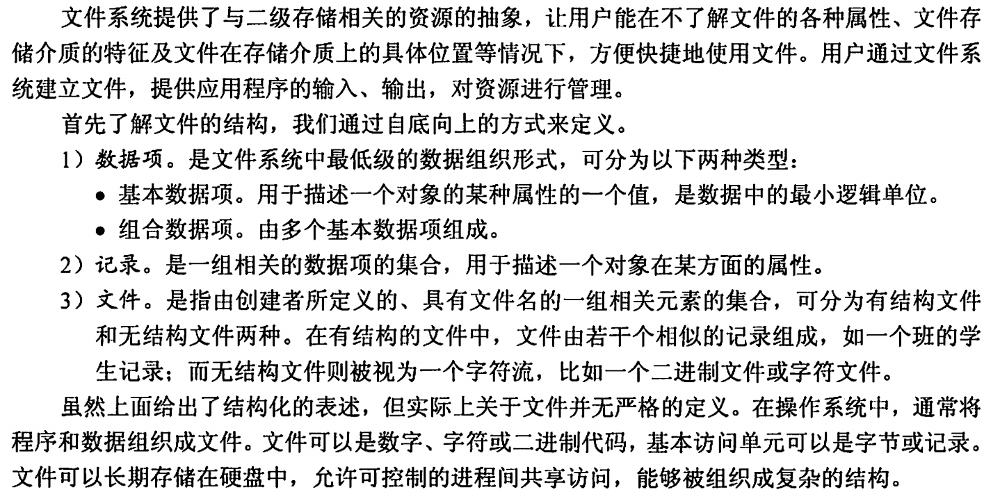 文件系统提供了与二级存储相关的资源的抽象，让用户能在不了解文件的各种属性、文件存
储介质的特征及文件在存储介质上的具体位置等情况下，方便快捷地使用文件。用户通过文件系
统建立文件，提供应用程序的输入、输出，对资源进行管理。
首先了解文件的结构，我们通过自底向上的方式来定义。
1）数据项。是文件系统中最低级的数据组织形式，可分为以下两种类型：
• 基本数据项。用于描述一个对象的某种属性的一个值，是数据中的最小逻辑单位。
• 组合数据项。由多个基本数据项组成。
2）记录。是一组相关的数据项的集合，用于描述一个对象在某方面的属性。
3）文件。是指由创建者所定义的、具有文件名的一组相关元素的集合，可分为有结构文件
和无结构文件两种。在有结构的文件中，文件由若干个相似的记录组成，如一个班的学
生记录；而无结构文件则被视为一个字符流，比如一个二进制文件或字符文件。
虽然上面给出了结构化的表述，但实际上关于文件并无严格的定义。在操作系统中，通常将
程序和数据组织成文件。文件可以是数字、字符或二进制代码，基本访问单元可以是字节或记录。
文件可以长期存储在硬盘中，允许可控制的进程间共享访问，能够被组织成复杂的结构。